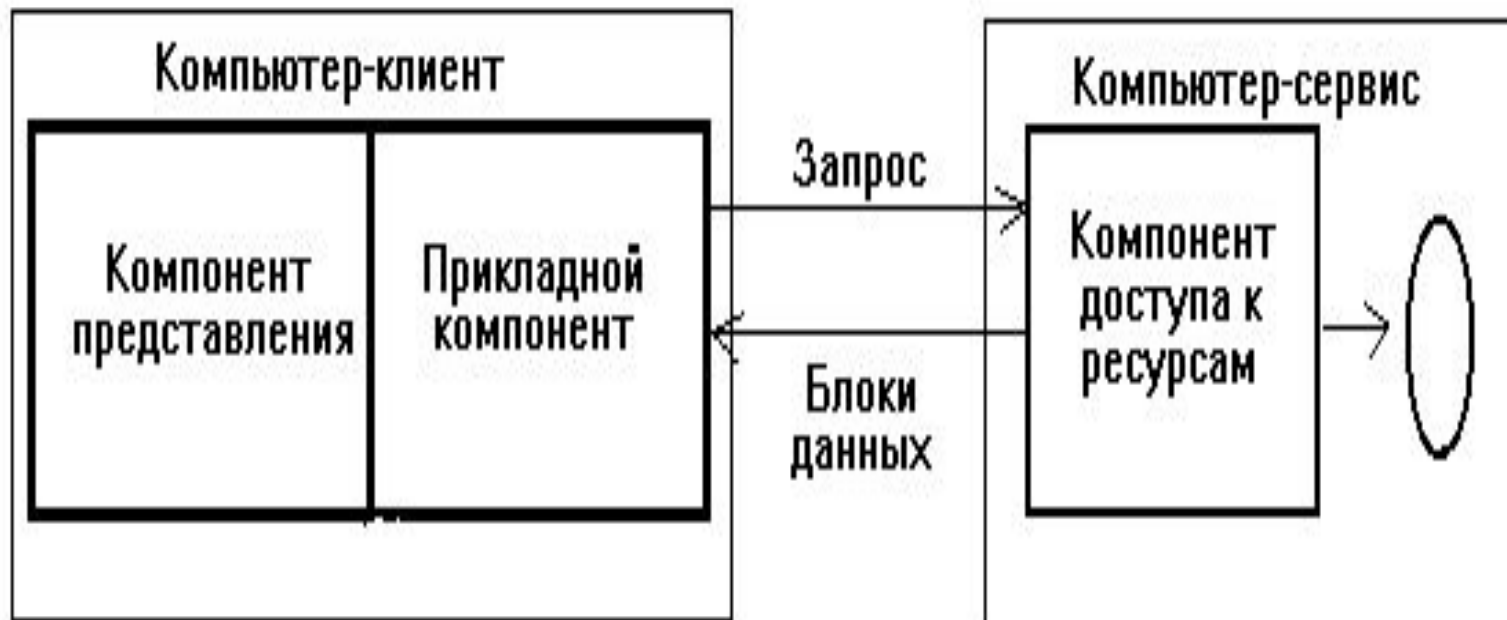 Компьютер-клиент
Компонент
представления
Прикладной
компонент
Запрос
Блоки
данных
Компьютер-сервис
Компонент
доступа к
ресурсам